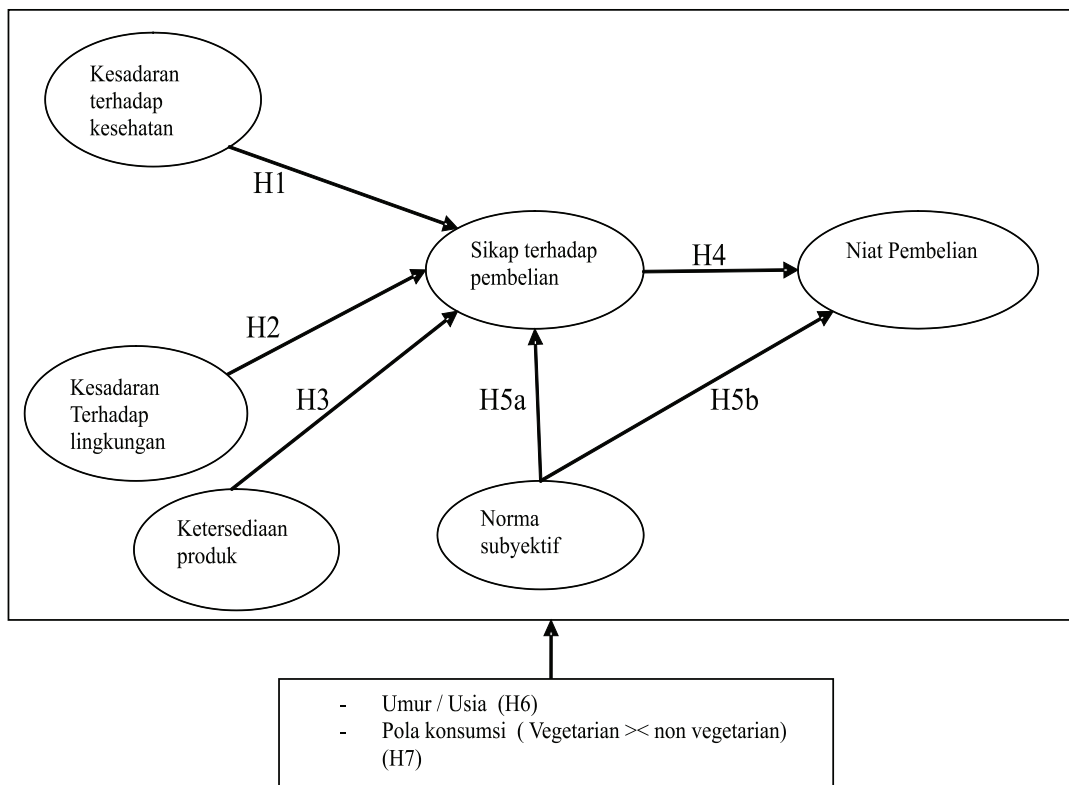 Kesadaran
terhadap
kesehatan
H1
Sikap terhadap
pembelian
H4
Niat Pembelian
H2
Kesadaran
Terhadap
lingkungan
H3
H5a
H5b
Ketersediaan
produk
Norma
subyektif
- Umur / Usia (H6)
- Pola konsumsi ( Vegetarian >< non vegetarian)
(H7)